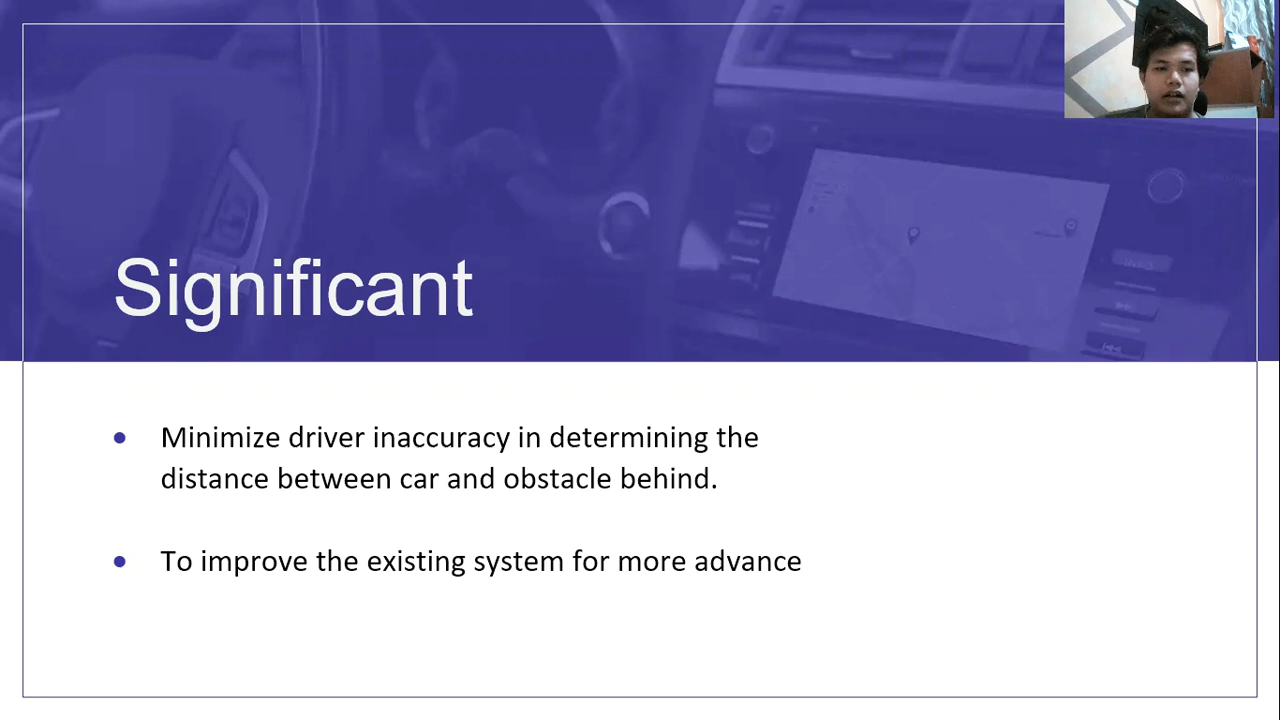 Significant
Minimize driver inaccuracy in determining the
distance between car and obstacle behind.
To improve the existing system for more advance